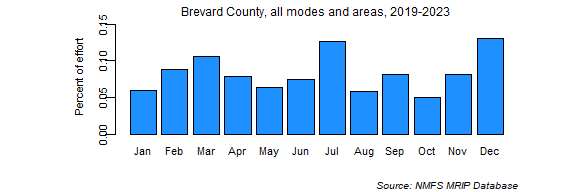 Brevard County, all modes and areas, 2019-2023
Percent of effort
0.15
0.10
0.05
0.00
Jan Feb Mar Apr May Jun Jul Aug Sep Oct Nov Dec
Source: NMFS MRIP Database